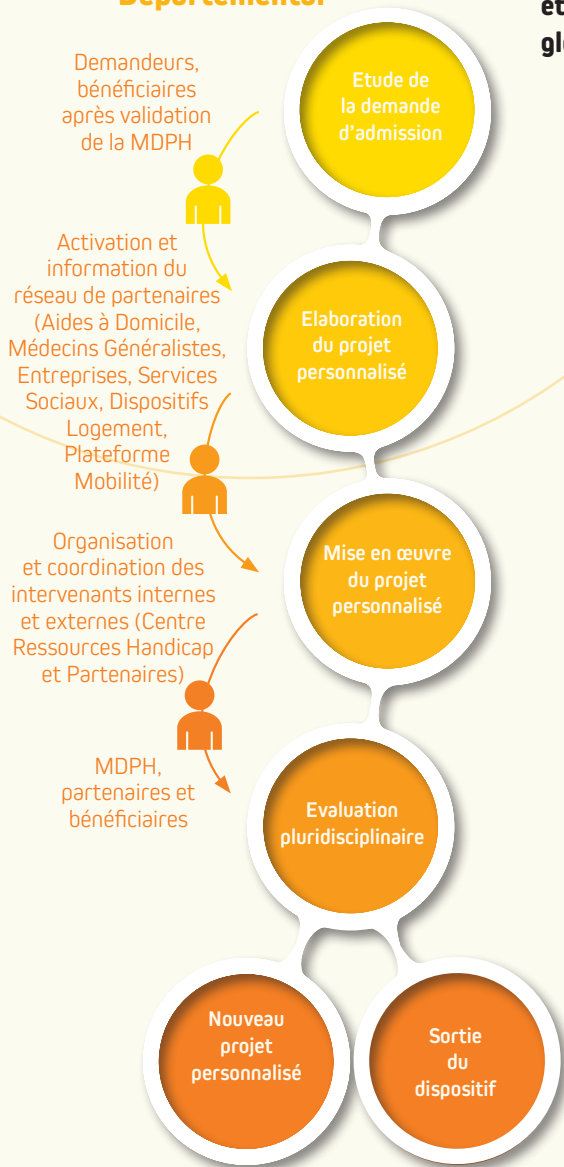 Demandeurs,
bénéficiaires
après validation
de la MDPH
Etude de
la demande
d'admission
Activation et
information du
réseau de partenaires
(Aides à Domicile,
Médecins Généralistes,
Entreprises, Services
Sociaux, Dispositifs
Logement,
Plateforme
Mobilité)
Elaboration
du projet
personnalisé
Organisation
et coordination des
intervenants internes
et externes (Centre
Ressources Handicap
et Partenaires)
Mise en œuvre
du projet
personnalisé
MDPH,
partenaires et
bénéficiaires
Evaluation
pluridisciplinaire
Nouveau
projet
personnalisé
Sortie
du
dispositif